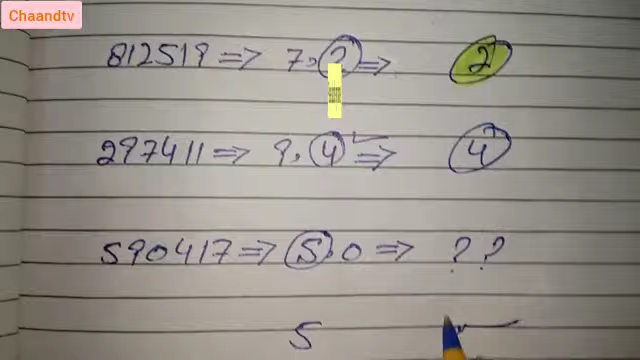 Chaandtv
812519 => 7, 2 => 2
297411 => 9, 4 => 4
590417 => 5, 0 => ??
5